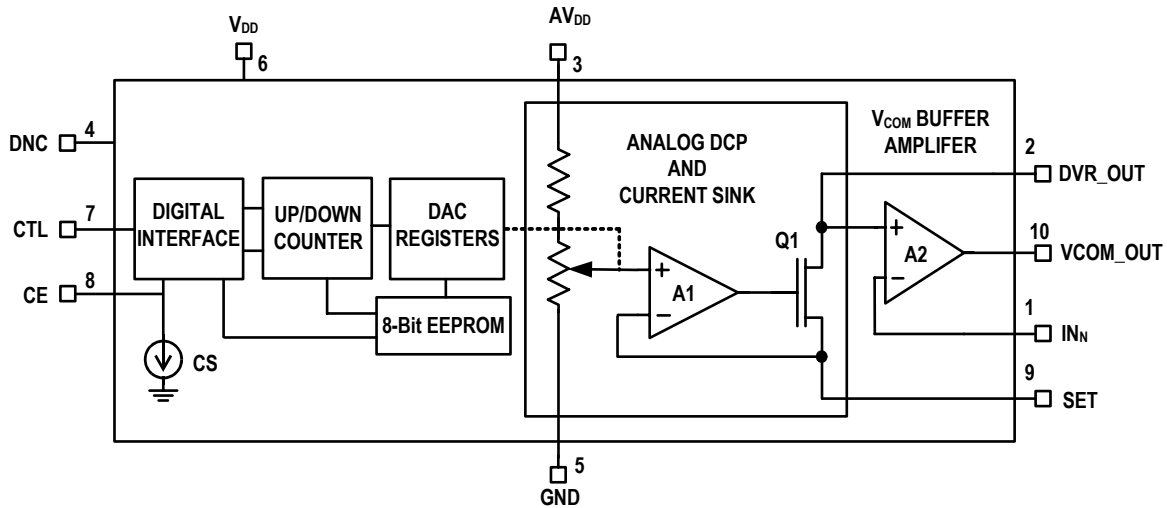 VDD
6
AVDD
3
DNC
4
CTL
7
CE
8
DIGITAL
INTERFACE
UP/DOWN
COUNTER
DAC
REGISTERS
8-Bit EEPROM
CS
ANALOG DCP
AND
CURRENT SINK
Q1
+
A1
−
VCOM BUFFER
AMPLIFER
+
A2
−
2
DVR_OUT
10
VCOM_OUT
1
INN
9
SET
5
GND